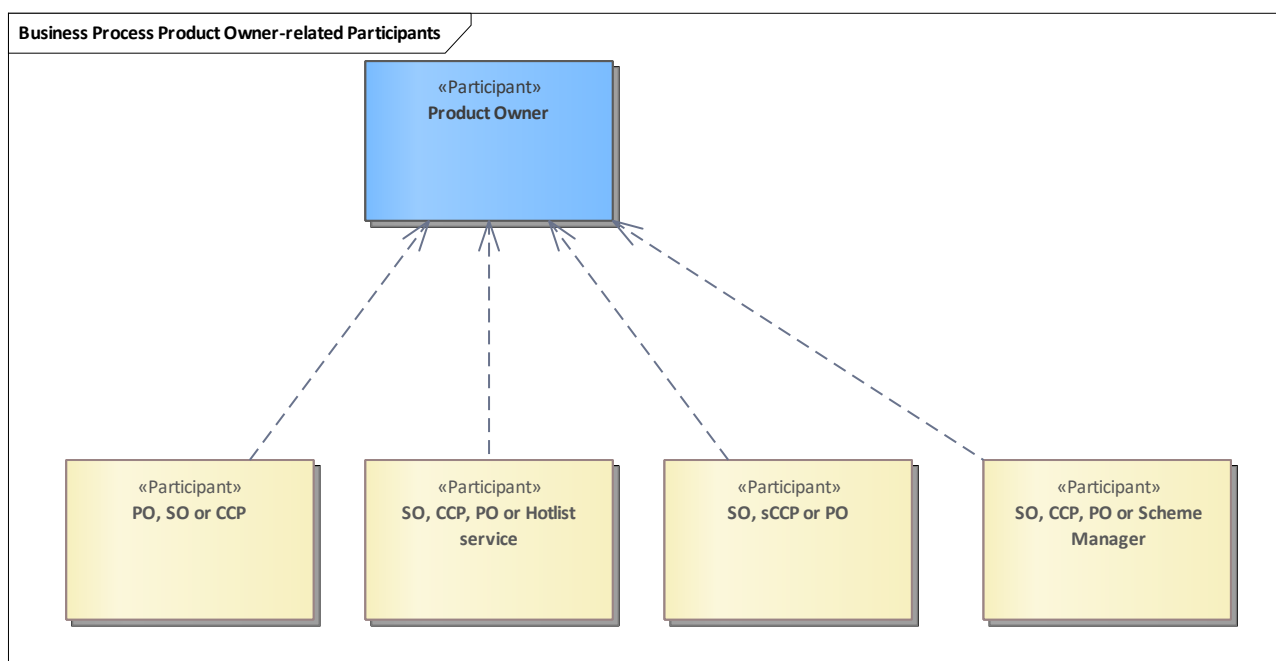 Business Process Product Owner-related Participants
«Participant»
Product Owner
«Participant»
PO, SO or CCP
«Participant»
SO, CCP, PO or Hotlist
service
«Participant»
SO, sCCP or PO
«Participant»
SO, CCP, PO or Scheme
Manager